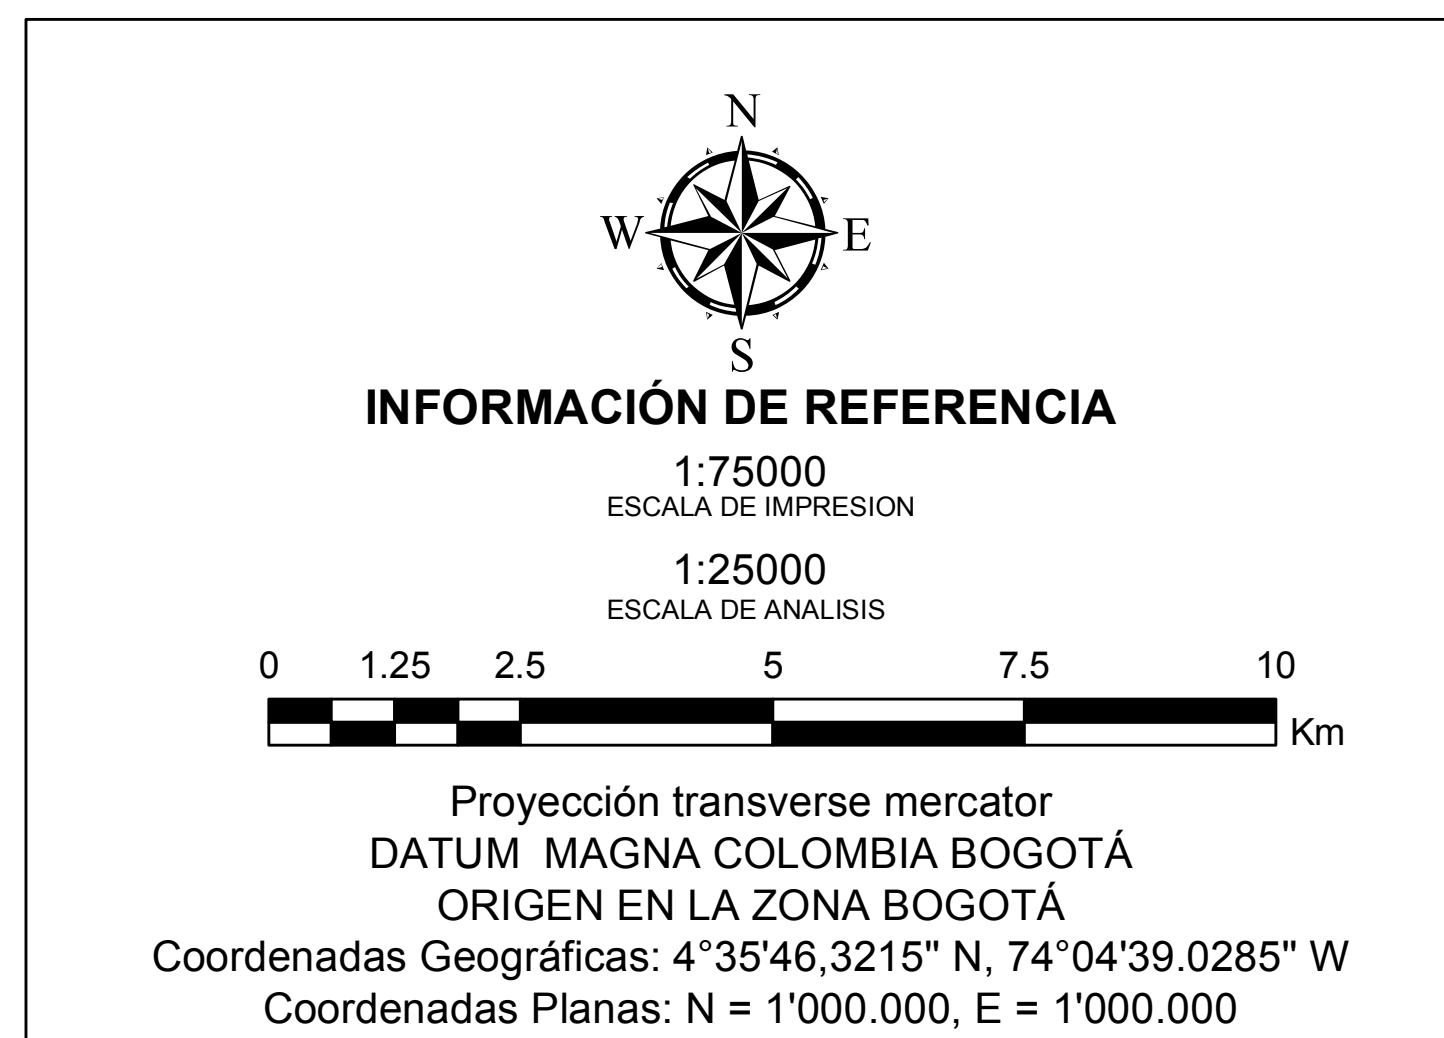 N
W E
S
INFORMACIÓN DE REFERENCIA
1:75000
ESCALA DE IMPRESION
1:25000
ESCALA DE ANALISIS
0 1.25 2.5 5 7.5 10
Km
Proyección transverse mercator
DATUM MAGNA COLOMBIA BOGOTÁ
ORIGEN EN LA ZONA BOGOTÁ
Coordenadas Geográficas: 4°35'46,3215" N, 74°04'39.0285" W
Coordenadas Planas: N = 1'000.000, E = 1'000.000